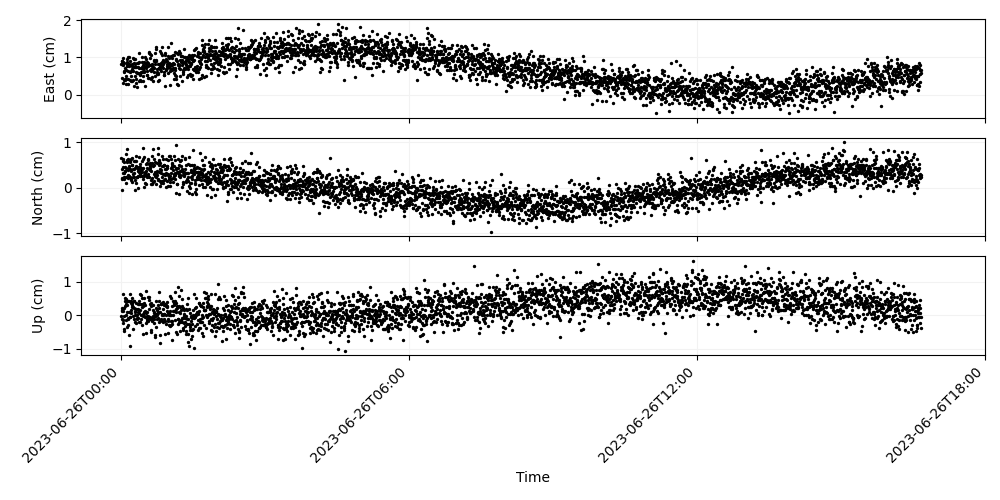 2
1
0
East (cm)
1
0
−1
North (cm)
1
0
−1
Up (cm)
2023-06-26T00:00
2023-06-26T06:00
2023-06-26T12:00
2023-06-26T18:00
Time